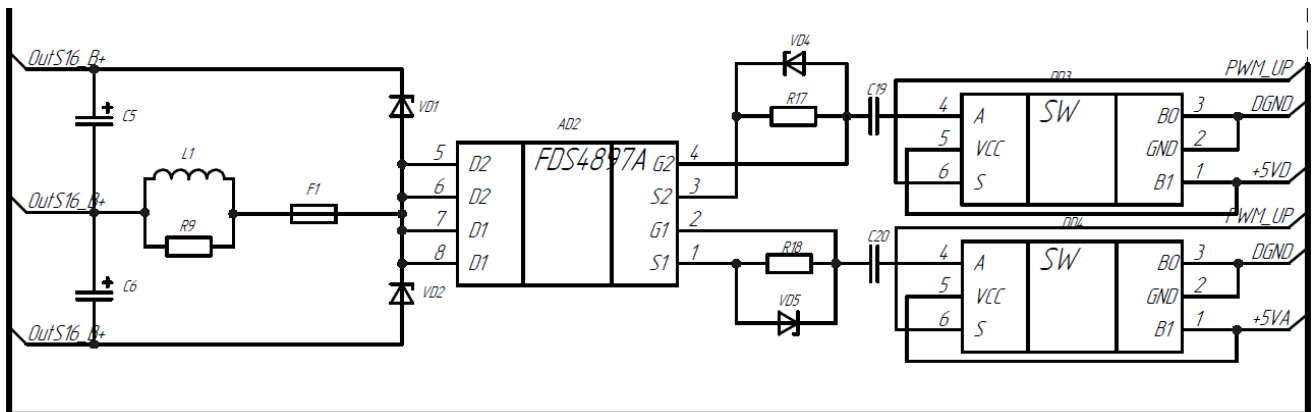 OutS16_B+
C5
L1
OutS16_B+
R9
F1
C6
OutS16_B+
VD1
VD2
AD2
FDS4897A
5 D2
6 D2
7 D1
8 D1
G2 4
S2 3
G1 2
S1 1
VD4
R17
C19
R18
VD5
C20
PWM_UP
DD3
SW
4 A
5 VCC
6 S
B0 3
GND 2
B1 1
DGND
+5VD
PWM_UP
DD4
SW
4 A
5 VCC
6 S
B0 3
GND 2
B1 1
DGND
+5VA